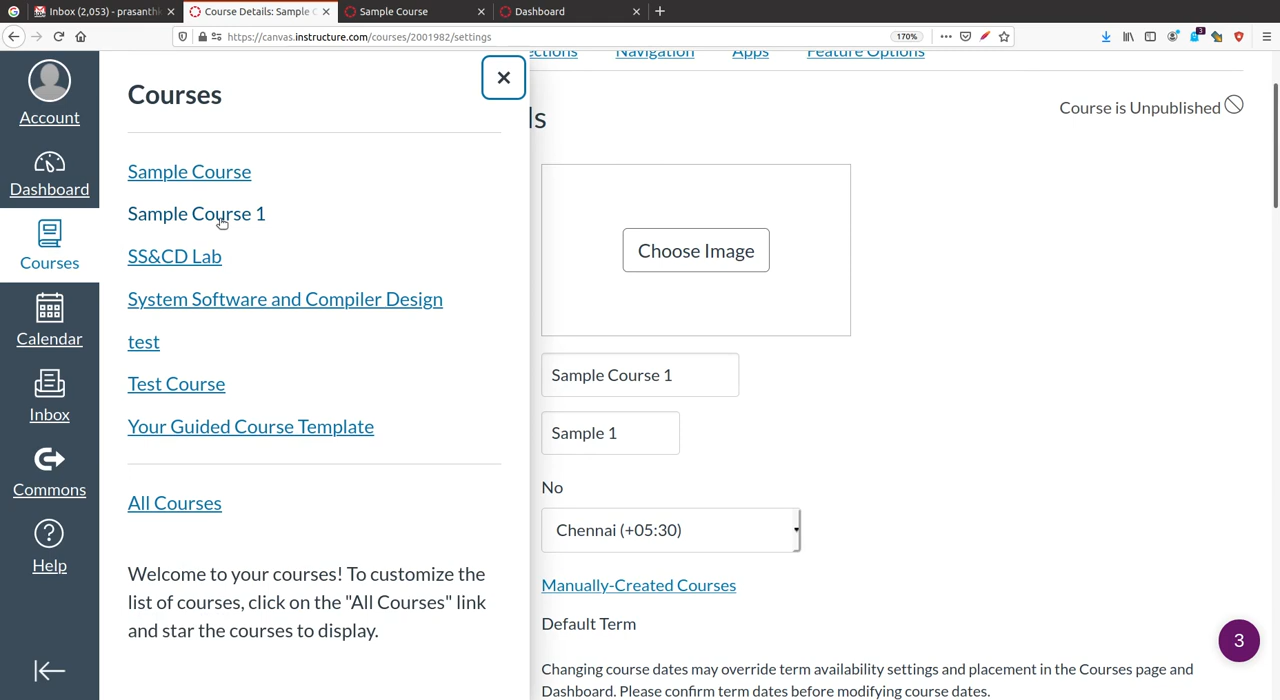 Inbox (2,053) - prasanthk
Course Details: Sample C
Sample Course
Dashboard
https://canvas.instructure.com/courses/2001982/settings
170%
3
Account
Dashboard
Courses
Calendar
Inbox
Commons
Help
Courses
Sample Course
Sample Course 1
SS&CD Lab
System Software and Compiler Design
test
Test Course
Your Guided Course Template
All Courses
Welcome to your courses! To customize the
list of courses, click on the "All Courses" link
and star the courses to display.
ections Navigation Apps Feature Options
ls
Course is Unpublished
Choose Image
Sample Course 1
Sample 1
No
Chennai (+05:30)
Manually-Created Courses
Default Term
Changing course dates may override term availability settings and placement in the Courses page and
Dashboard. Please confirm term dates before modifying course dates.
3